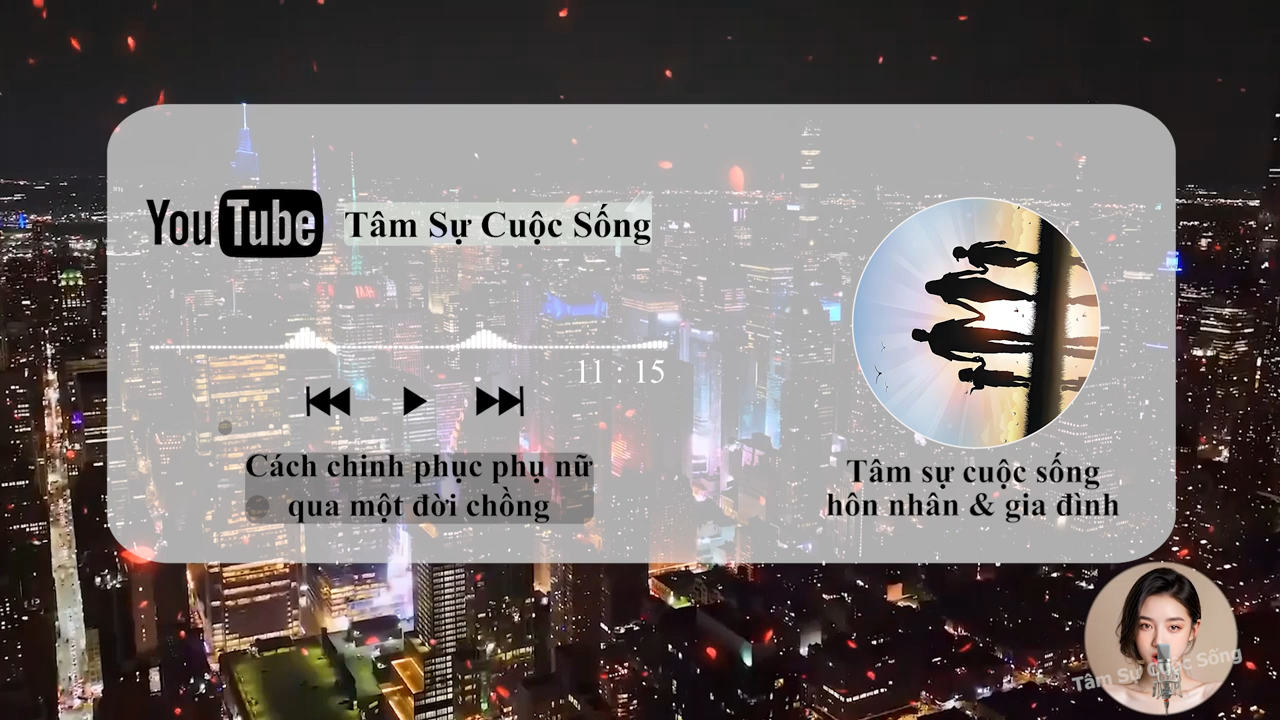 YouTube Tâm Sự Cuộc Sống
11 : 15
Cách chinh phục phụ nữ
qua một đời chồng
Tâm sự cuộc sống
hôn nhân & gia đình
Tâm Sự Cuộc Sống